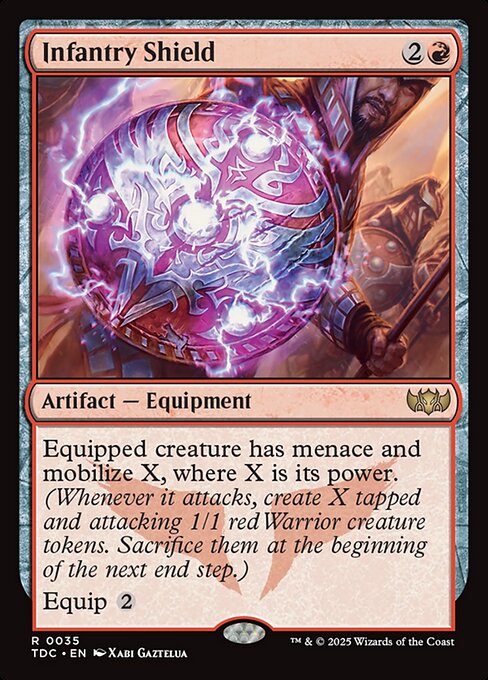 Infantry Shield 2
Artifact — Equipment
Equipped creature has menace and
mobilize X, where X is its power.
(Whenever it attacks, create X tapped
and attacking 1/1 red Warrior creature
tokens. Sacrifice them at the beginning
of the next end step.)
Equip 2
R 0035
TDC • EN Xabi Gaztelua
™ & © 2025 Wizards of the Coast